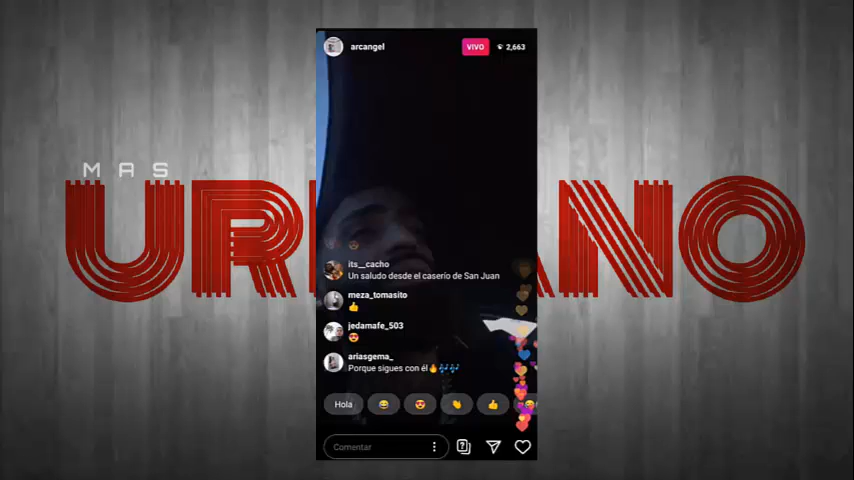 arcangel
VIVO
2,663
MAS
URBANO
its__cacho
Un saludo desde el caserío de San Juan
meza_tomasito
👍
jedamafe_503
😍
ariasgema_
Porque sigues con él🔥🎶🎶
Hola 😂 😍 👏 👍 😅
Comentar